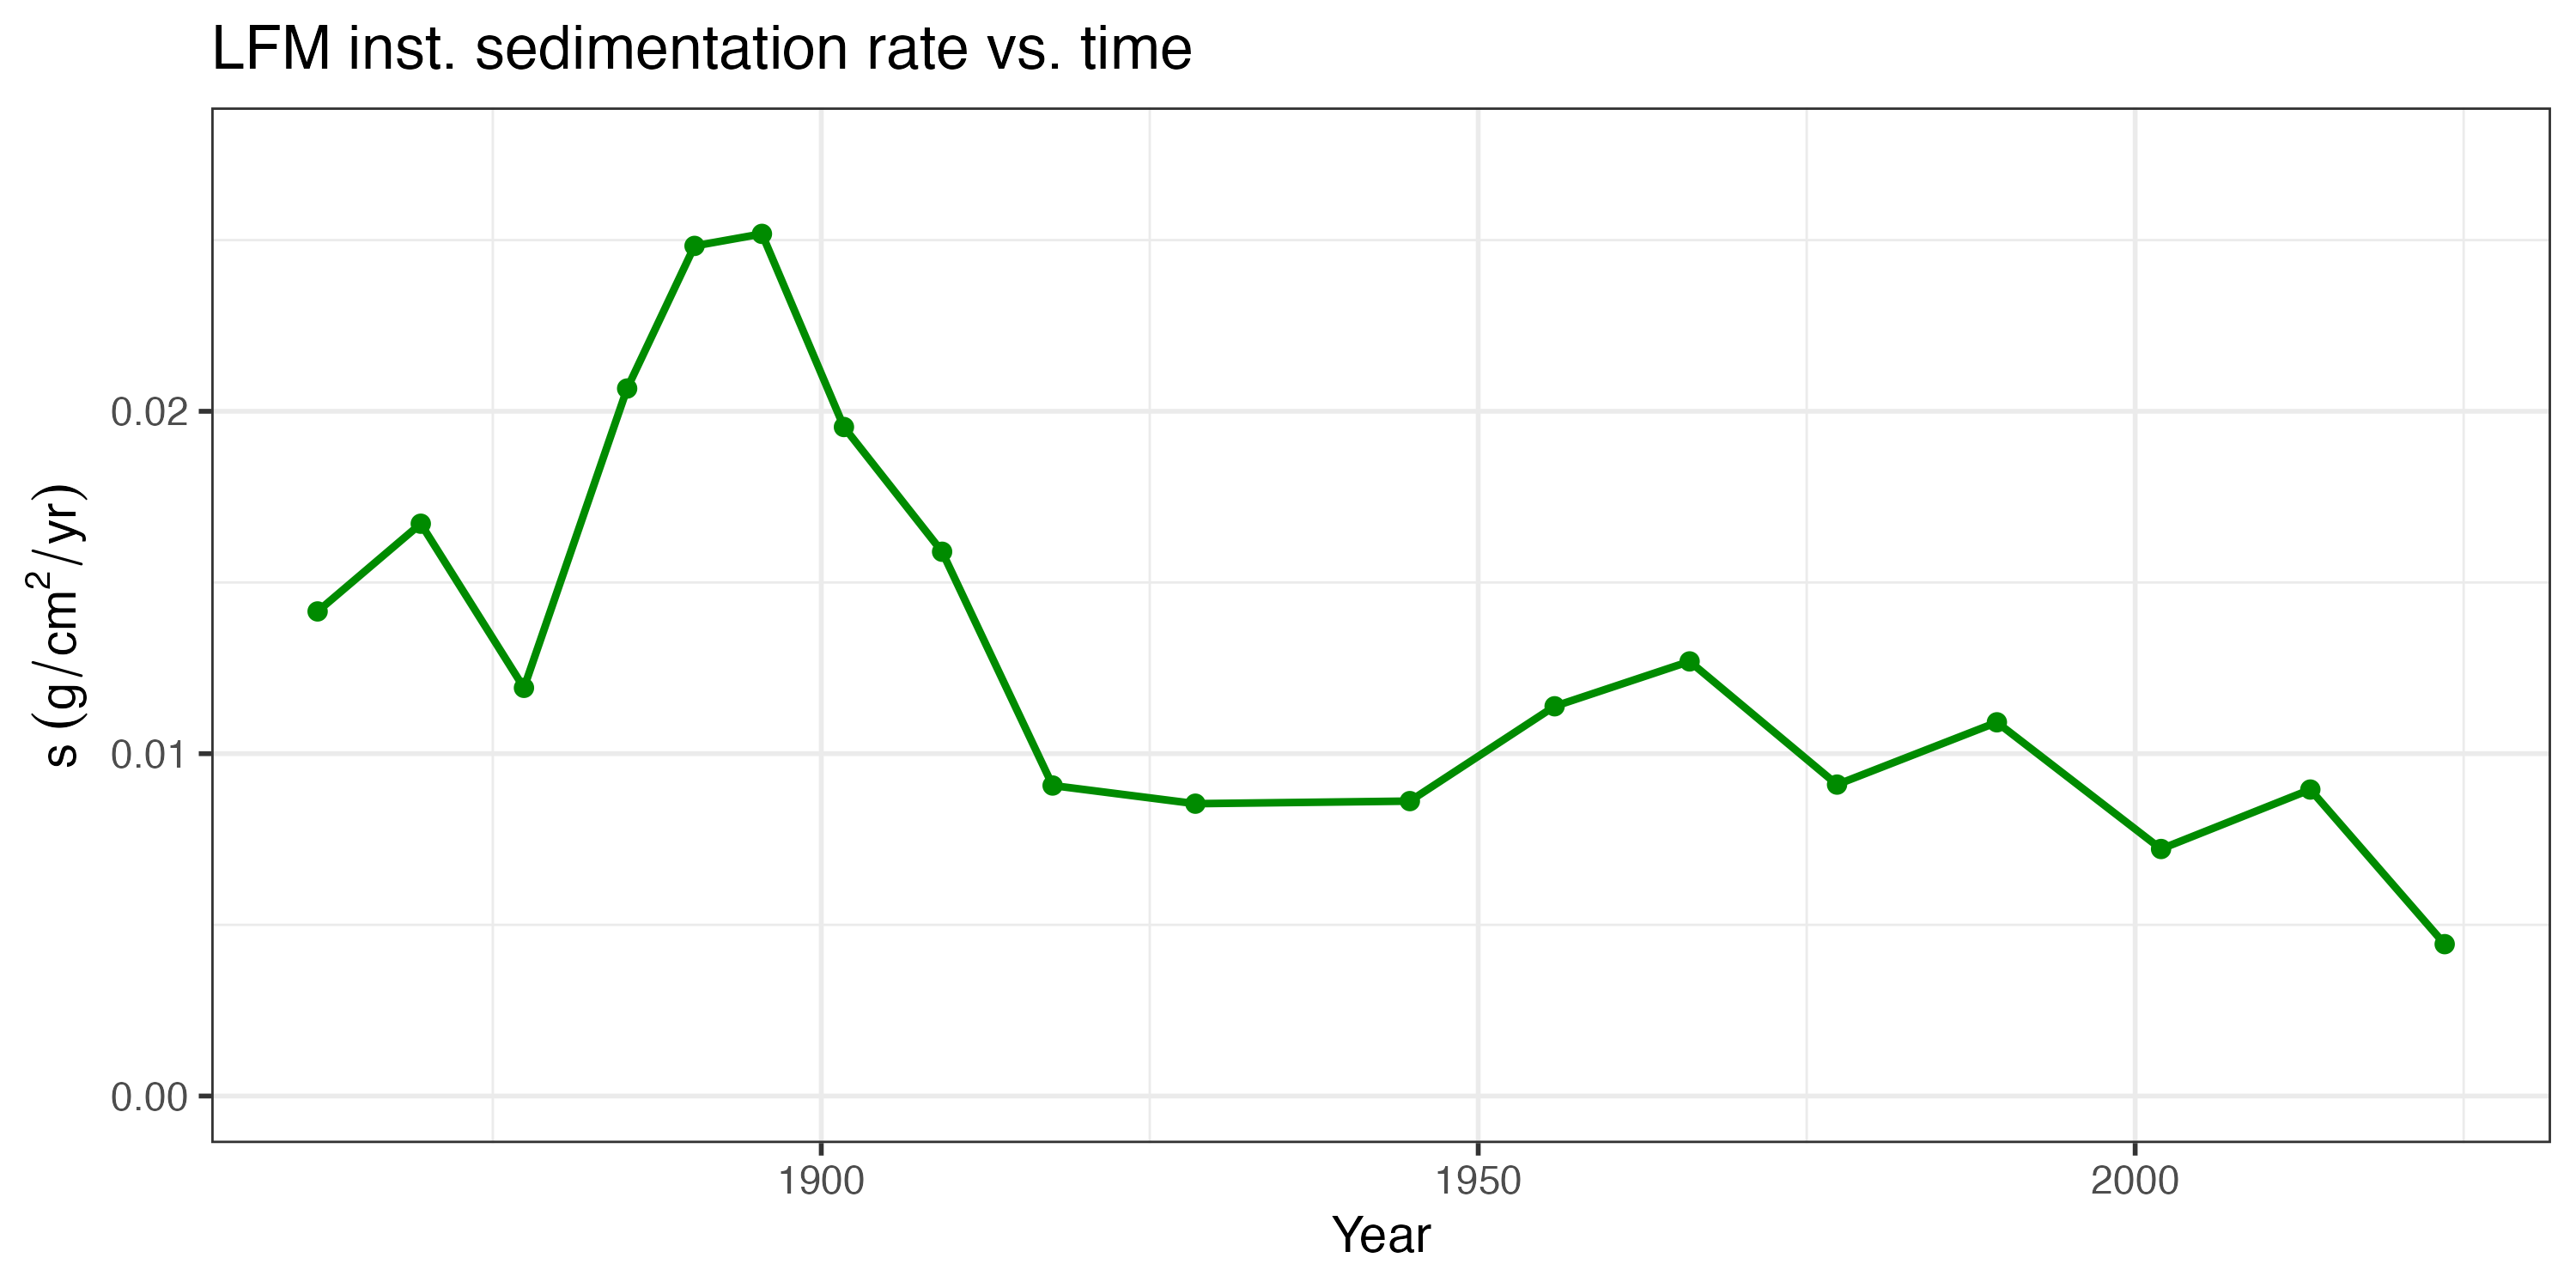 LFM inst. sedimentation rate vs. time
s (g/cm²/yr)
0.02
0.01
0.00
1900 1950 2000
Year